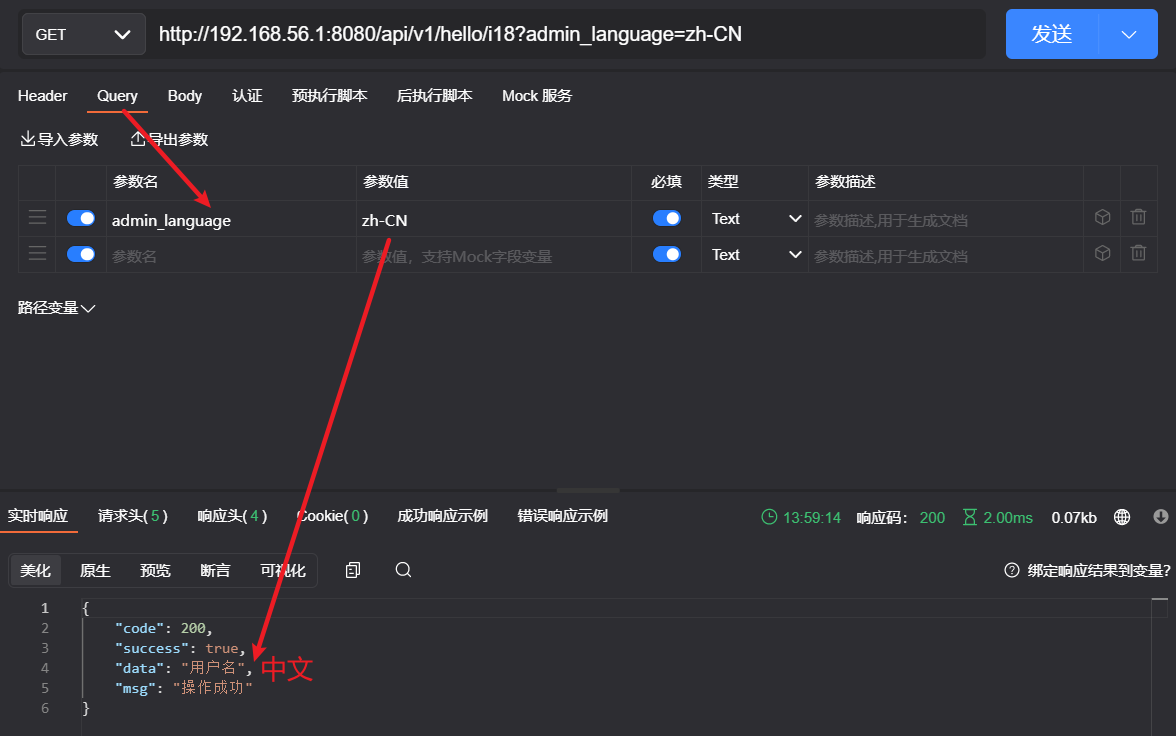 GET http://192.168.56.1:8080/api/v1/hello/i18?admin_language=zh-CN 发送
Header Query Body 认证 预执行脚本 后执行脚本 Mock 服务
导入参数 导出参数
参数名 参数值 必填 类型 参数描述
admin_language zh-CN Text 参数描述,用于生成文档
参数名 参数值，支持Mock字段变量 Text 参数描述,用于生成文档
路径变量
实时响应 请求头(5) 响应头(4) Cookie(0) 成功响应示例 错误响应示例 13:59:14 响应码： 200 2.00ms 0.07kb
美化 原生 预览 断言 可视化 绑定响应结果到变量?
1 {
2 "code": 200,
3 "success": true,
4 "data": "用户名", 中文
5 "msg": "操作成功"
6 }